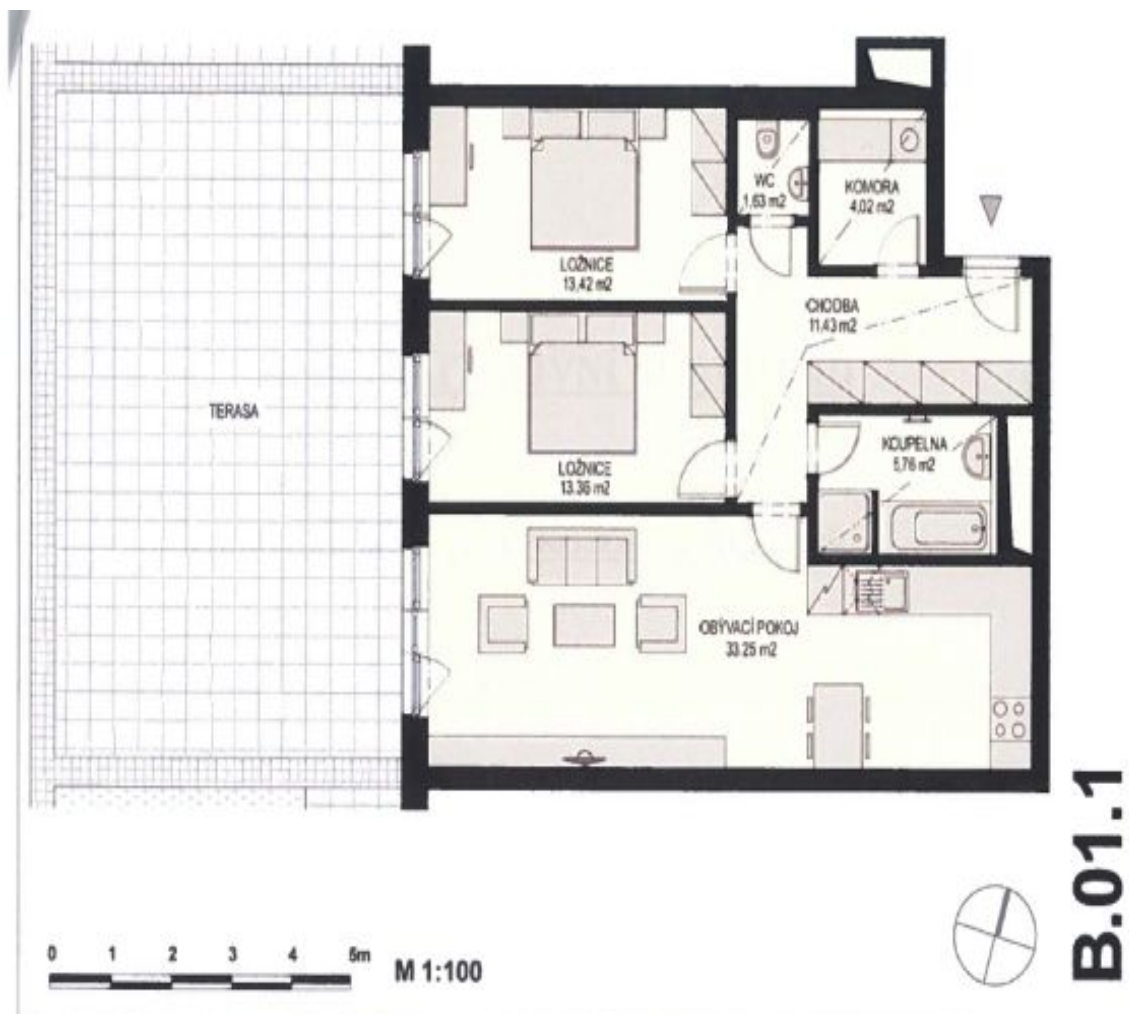 WC
1,63 m2
KOMORA
4,02 m2
LOŽNICE
13,42 m2
CHODBA
11.43 m2
TERASA
KOUPELNA
5,76 m2
LOŽNICE
13.36 m2
OBÝVACÍ POKOJ
33.25 m2
B.01.1
0 1 2 3 4 5m
M 1:100